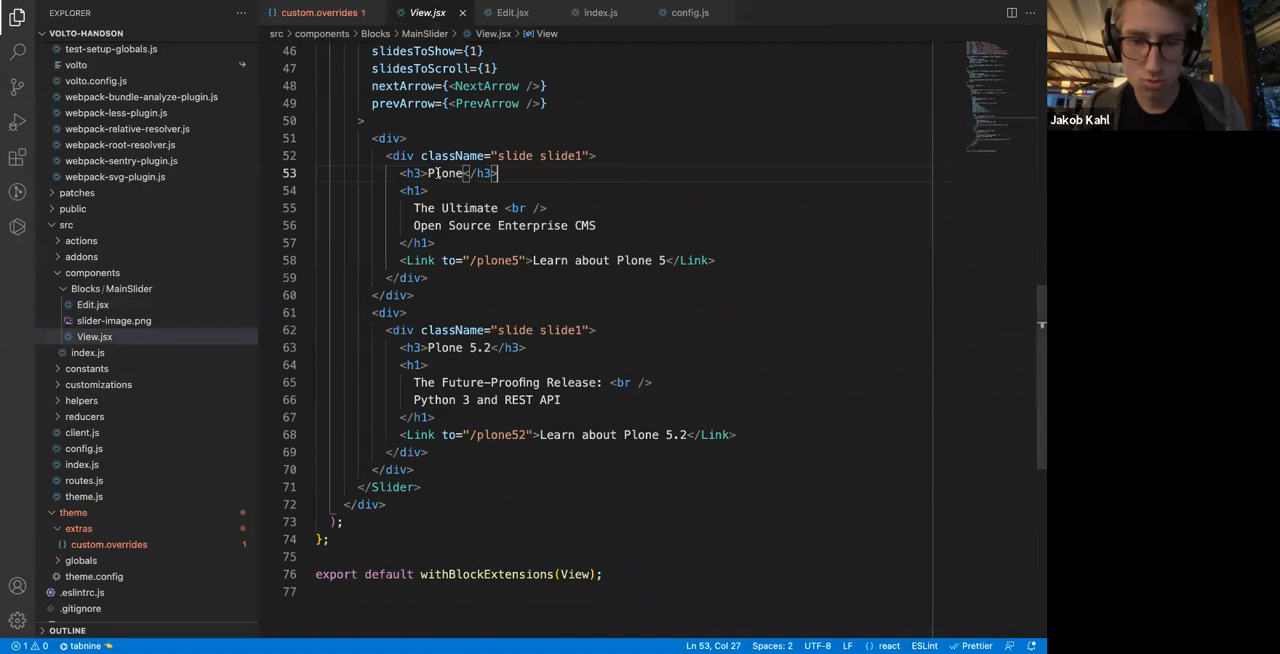 EXPLORER
VOLTO-HANDSON
test-setup-globals.js
volto
volto.config.js
webpack-bundle-analyze-plugin.js
webpack-less-plugin.js
webpack-relative-resolver.js
webpack-root-resolver.js
webpack-sentry-plugin.js
webpack-svg-plugin.js
patches
public
src
actions
addons
components
Blocks / MainSlider
Edit.jsx
slider-image.png
View.jsx
index.js
constants
customizations
helpers
reducers
client.js
config.js
index.js
routes.js
theme.js
theme
extras
custom.overrides 1
globals
theme.config
.eslintrc.js
.gitignore
OUTLINE
custom.overrides 1 View.jsx Edit.jsx index.js config.js
src > components > Blocks > MainSlider > View.jsx > View
46 slidesToShow={1}
47 slidesToScroll={1}
48 nextArrow={<NextArrow />}
49 prevArrow={<PrevArrow />}
50 >
51 <div>
52 <div className="slide slide1">
53 <h3>Plone</h3>
54 <h1>
55 The Ultimate <br />
56 Open Source Enterprise CMS
57 </h1>
58 <Link to="/plone5">Learn about Plone 5</Link>
59 </div>
60 </div>
61 <div>
62 <div className="slide slide1">
63 <h3>Plone 5.2</h3>
64 <h1>
65 The Future-Proofing Release: <br />
66 Python 3 and REST API
67 </h1>
68 <Link to="/plone52">Learn about Plone 5.2</Link>
69 </div>
70 </div>
71 </Slider>
72 </div>
73 );
74 };
75
76 export default withBlockExtensions(View);
77
Jakob Kahl
1 0 tabnine Ln 53, Col 27 Spaces: 2 UTF-8 LF { } react ESLint Prettier